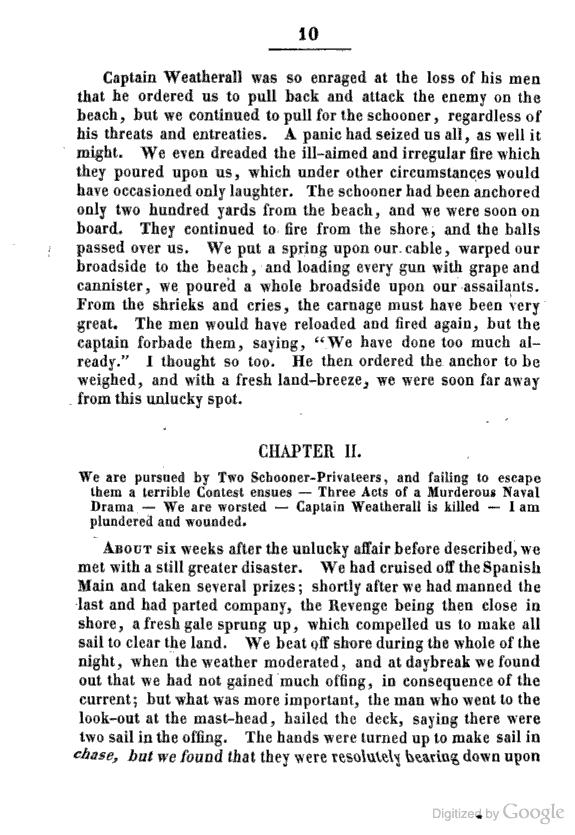 10
Captain Weatherall was so enraged at the loss of his men
that he ordered us to pull back and attack the enemy on the
beach, but we continued to pull for the schooner, regardless of
his threats and entreaties. A panic had seized us all, as well it
might. We even dreaded the ill-aimed and irregular fire which
they poured upon us, which under other circumstances would
have occasioned only laughter. The schooner had been anchored
only two hundred yards from the beach, and we were soon on
board. They continued to fire from the shore, and the balls
passed over us. We put a spring upon our cable, warped our
broadside to the beach, and loading every gun with grape and
cannister, we poured a whole broadside upon our assailants.
From the shrieks and cries, the carnage must have been very
great. The men would have reloaded and fired again, but the
captain forbade them, saying, “We have done too much al-
ready.” I thought so too. He then ordered the anchor to be
weighed, and with a fresh land-breeze, we were soon far away
from this unlucky spot.
CHAPTER II.
We are pursued by Two Schooner-Privateers, and failing to escape
them a terrible Contest ensues — Three Acts of a Murderous Naval
Drama — We are worsted — Captain Weatherall is killed — I am
plundered and wounded.
ABOUT six weeks after the unlucky affair before described, we
met with a still greater disaster. We had cruised off the Spanish
Main and taken several prizes; shortly after we had manned the
last and had parted company, the Revenge being then close in
shore, a fresh gale sprung up, which compelled us to make all
sail to clear the land. We beat off shore during the whole of the
night, when the weather moderated, and at daybreak we found
out that we had not gained much offing, in consequence of the
current; but what was more important, the man who went to the
look-out at the mast-head, hailed the deck, saying there were
two sail in the offing. The hands were turned up to make sail in
chase, but we found that they were resolutely bearing down upon
Digitized by Google